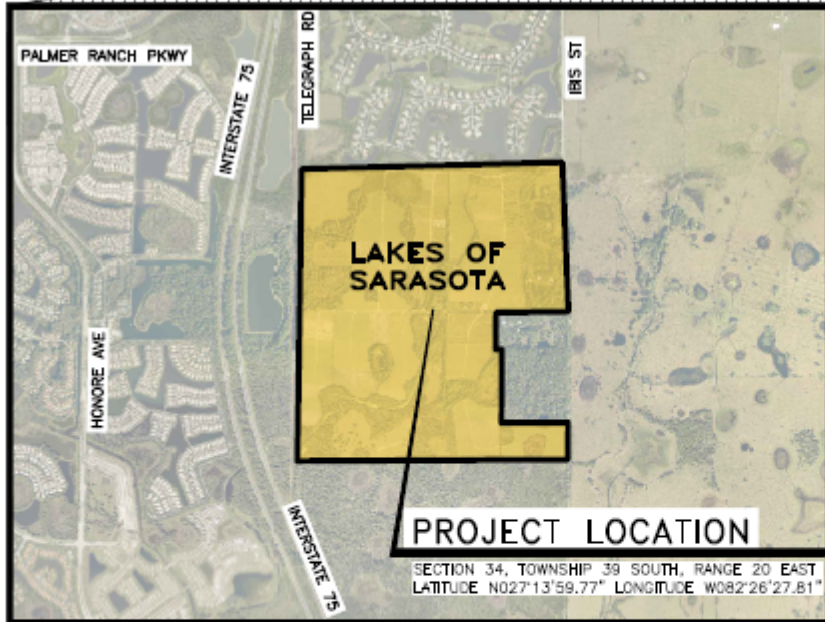 PALMER RANCH PKWY
INTERSTATE 75
TELEGRAPH RD
IBIS ST
LAKES OF
SARASOTA
HONORE AVE
INTERSTATE 75
PROJECT LOCATION
SECTION 34, TOWNSHIP 39 SOUTH, RANGE 20 EAST
LATITUDE N027°13'59.77" LONGITUDE W082°26'27.81"